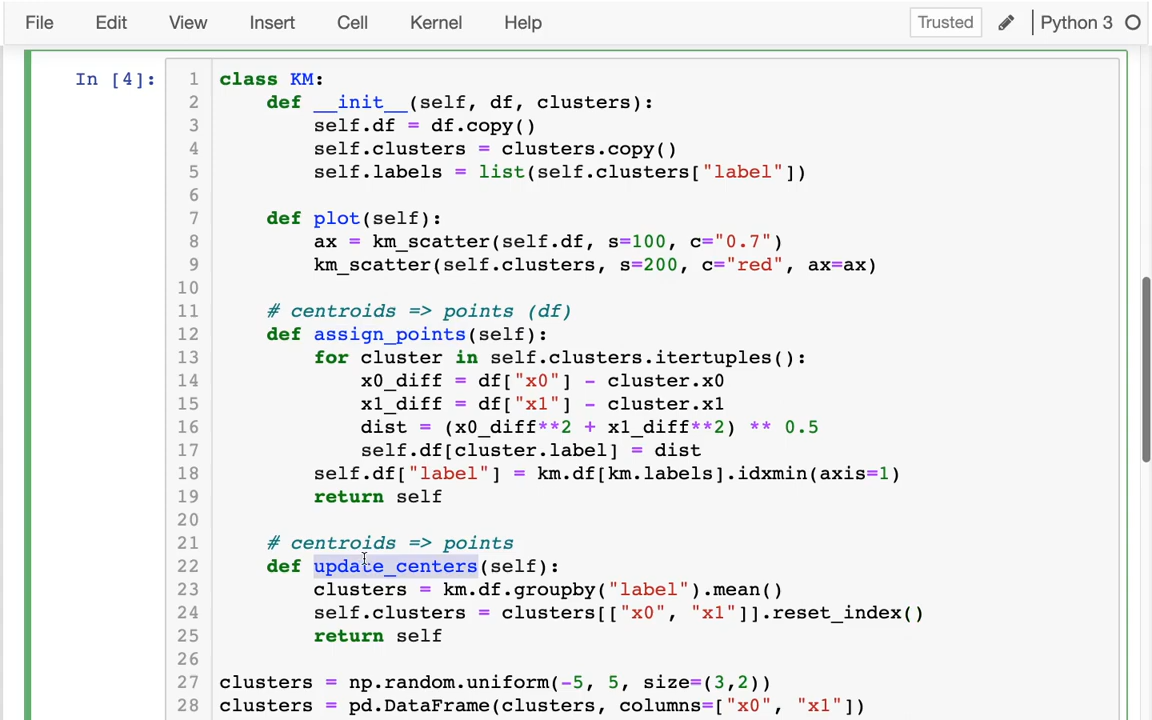 File Edit View Insert Cell Kernel Help Trusted Python 3
In [4]:
1 class KM:
2     def __init__(self, df, clusters):
3         self.df = df.copy()
4         self.clusters = clusters.copy()
5         self.labels = list(self.clusters["label"])
6
7     def plot(self):
8         ax = km_scatter(self.df, s=100, c="0.7")
9         km_scatter(self.clusters, s=200, c="red", ax=ax)
10
11     # centroids => points (df)
12     def assign_points(self):
13         for cluster in self.clusters.itertuples():
14             x0_diff = df["x0"] - cluster.x0
15             x1_diff = df["x1"] - cluster.x1
16             dist = (x0_diff**2 + x1_diff**2) ** 0.5
17             self.df[cluster.label] = dist
18         self.df["label"] = km.df[km.labels].idxmin(axis=1)
19         return self
20
21     # centroids => points
22     def update_centers(self):
23         clusters = km.df.groupby("label").mean()
24         self.clusters = clusters[["x0", "x1"]].reset_index()
25         return self
26
27 clusters = np.random.uniform(-5, 5, size=(3,2))
28 clusters = pd.DataFrame(clusters, columns=["x0", "x1"])